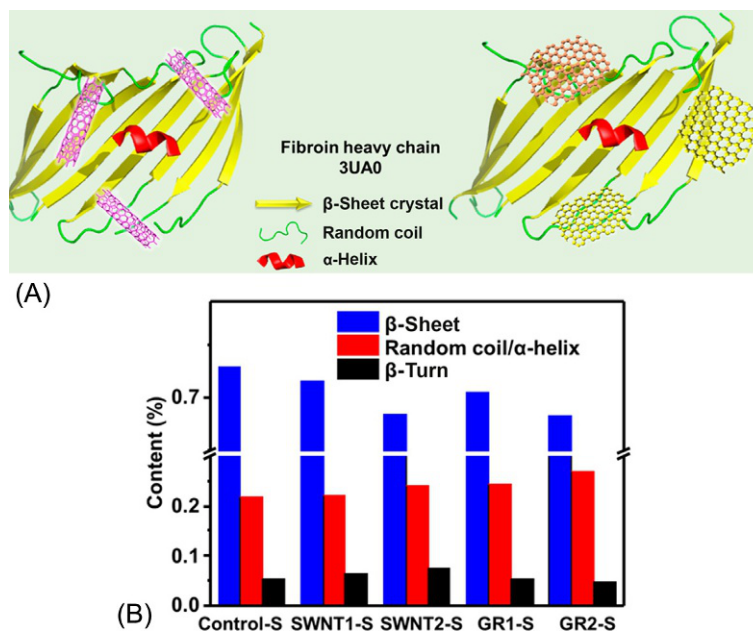 Fibroin heavy chain
3UA0
β-Sheet crystal
Random coil
α-Helix
(A)
β-Sheet
Random coil/α-helix
β-Turn
Content (%)
0.7
0.2
0.1
0.0
Control-S SWNT1-S SWNT2-S GR1-S GR2-S
(B)